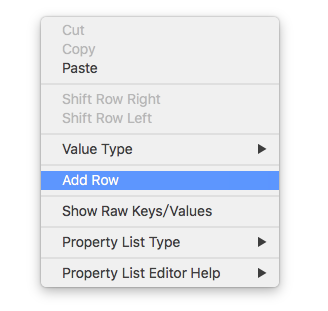 Cut
Copy
Paste
Shift Row Right
Shift Row Left
Value Type
Add Row
Show Raw Keys/Values
Property List Type
Property List Editor Help